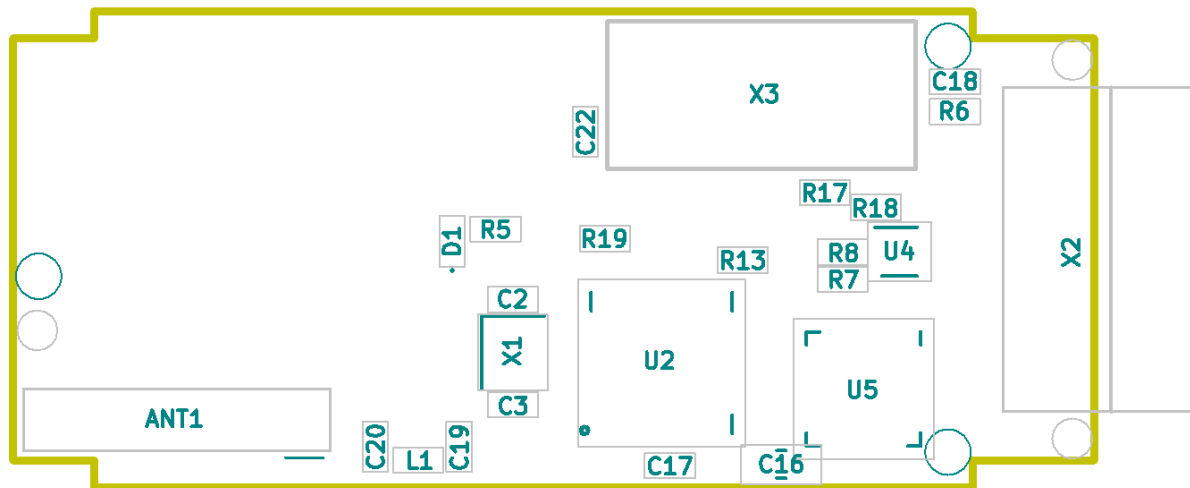 C18
X3
R6
C22
R17
R18
R5
D1
R19
R8
U4
X2
R13
R7
C2
X1
U2
U5
C3
ANT1
C20
L1
C19
C17
C16